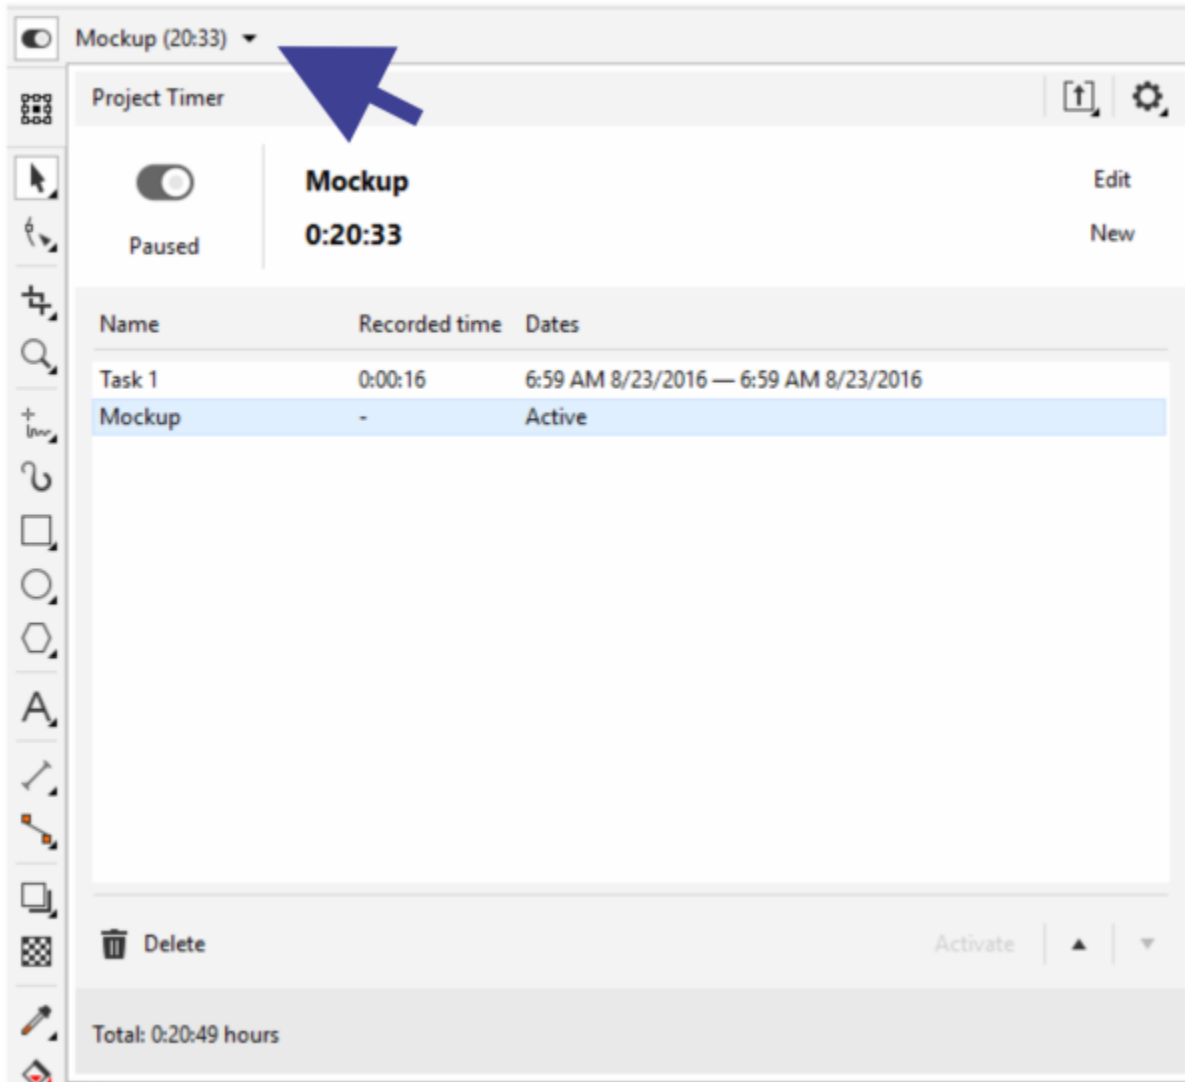 Mockup (20:33)
Project Timer
Mockup
Edit
Paused
0:20:33
New
Name Recorded time Dates
Task 1 0:00:16 6:59 AM 8/23/2016 — 6:59 AM 8/23/2016
Mockup - Active
Delete Activate
Total: 0:20:49 hours